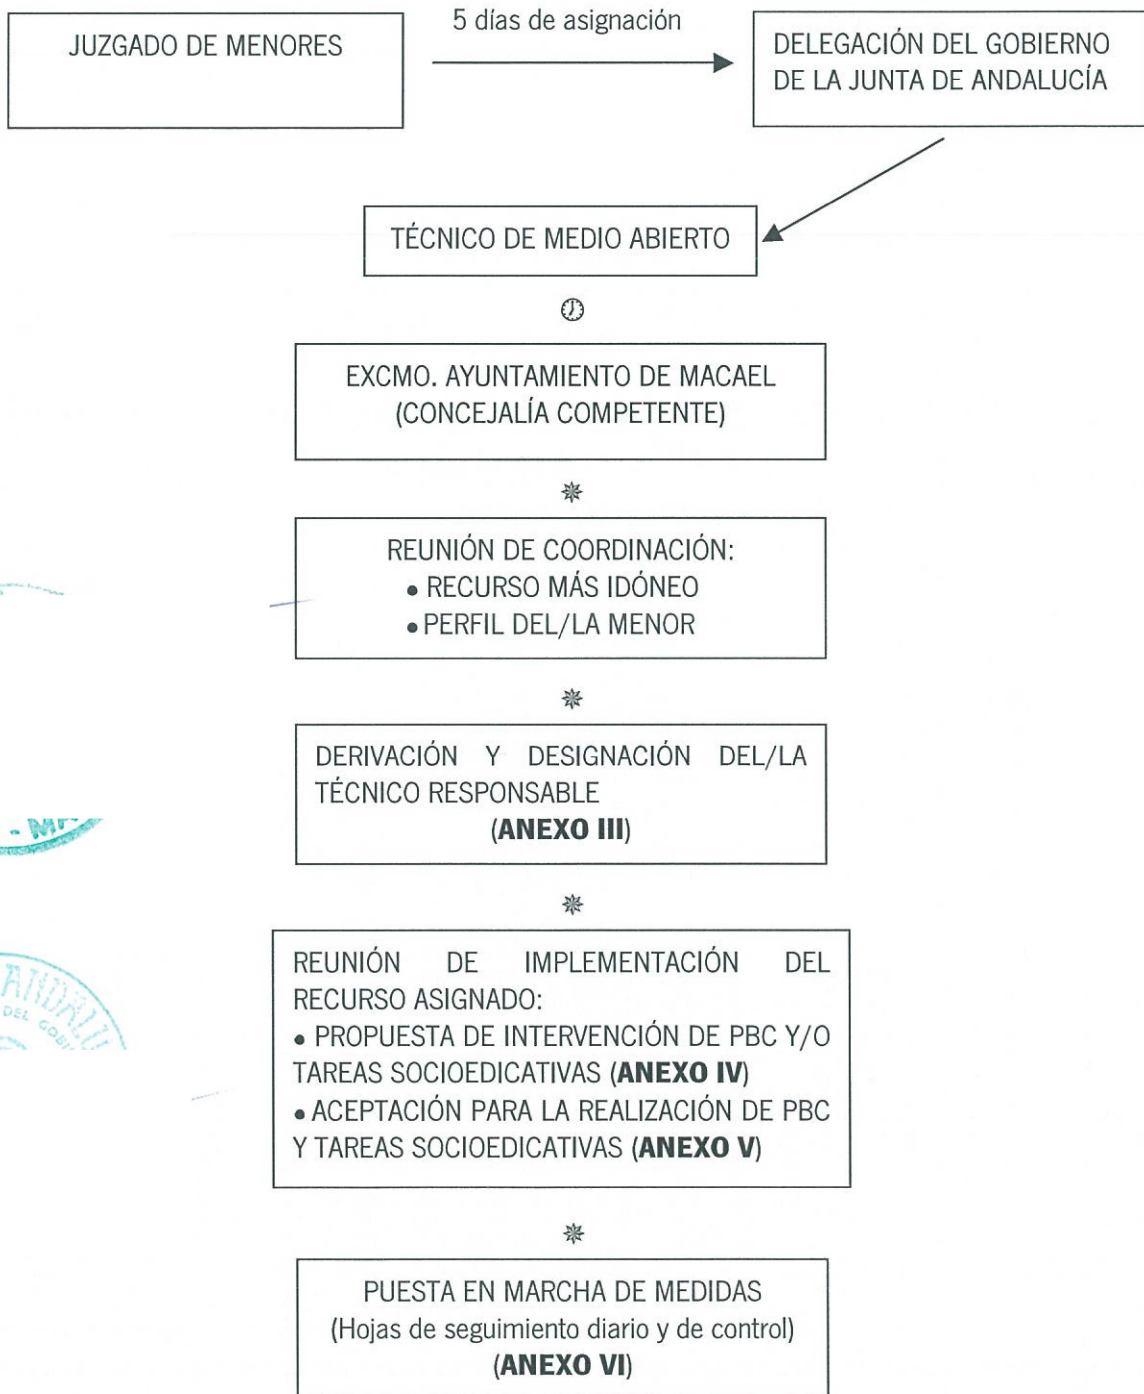 5 días de asignación
JUZGADO DE MENORES
DELEGACIÓN DEL GOBIERNO
DE LA JUNTA DE ANDALUCÍA
TÉCNICO DE MEDIO ABIERTO
EXCMO. AYUNTAMIENTO DE MACAEL
(CONCEJALÍA COMPETENTE)
REUNIÓN DE COORDINACIÓN:
• RECURSO MÁS IDÓNEO
• PERFIL DEL/LA MENOR
DERIVACIÓN Y DESIGNACIÓN DEL/LA
TÉCNICO RESPONSABLE
(ANEXO III)
REUNIÓN DE IMPLEMENTACIÓN DEL
RECURSO ASIGNADO:
• PROPUESTA DE INTERVENCIÓN DE PBC Y/O
TAREAS SOCIOEDICATIVAS (ANEXO IV)
• ACEPTACIÓN PARA LA REALIZACIÓN DE PBC
Y TAREAS SOCIOEDICATIVAS (ANEXO V)
PUESTA EN MARCHA DE MEDIDAS
(Hojas de seguimiento diario y de control)
(ANEXO VI)
DEL